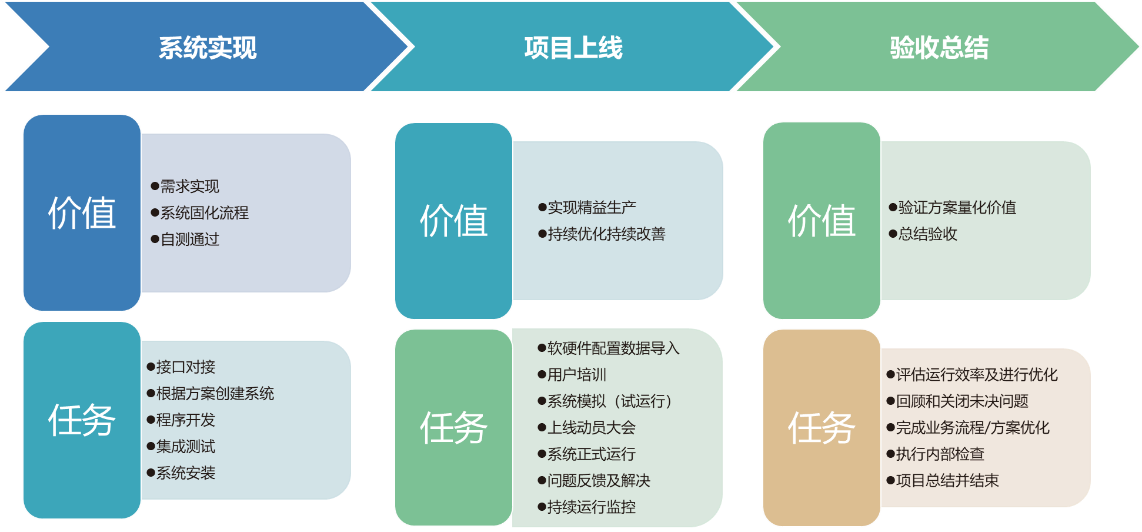 系统实现
项目上线
验收总结
价值
●需求实现
●系统固化流程
●自测通过
价值
●实现精益生产
●持续优化持续改善
价值
●验证方案量化价值
●总结验收
任务
●接口对接
●根据方案创建系统
●程序开发
●集成测试
●系统安装
任务
●软硬件配置数据导入
●用户培训
●系统模拟（试运行）
●上线动员大会
●系统正式运行
●问题反馈及解决
●持续运行监控
任务
●评估运行效率及进行优化
●回顾和关闭未决问题
●完成业务流程/方案优化
●执行内部检查
●项目总结并结束